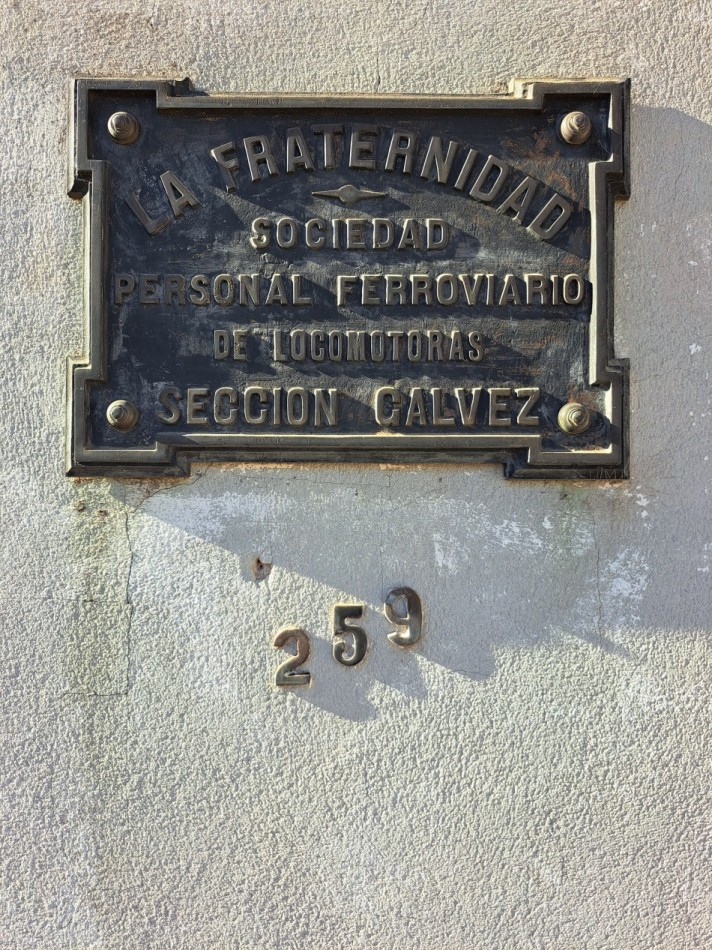 LA FRATERNIDAD
SOCIEDAD
PERSONAL FERROVIARIO
DE LOCOMOTORAS
SECCION GALVEZ
259